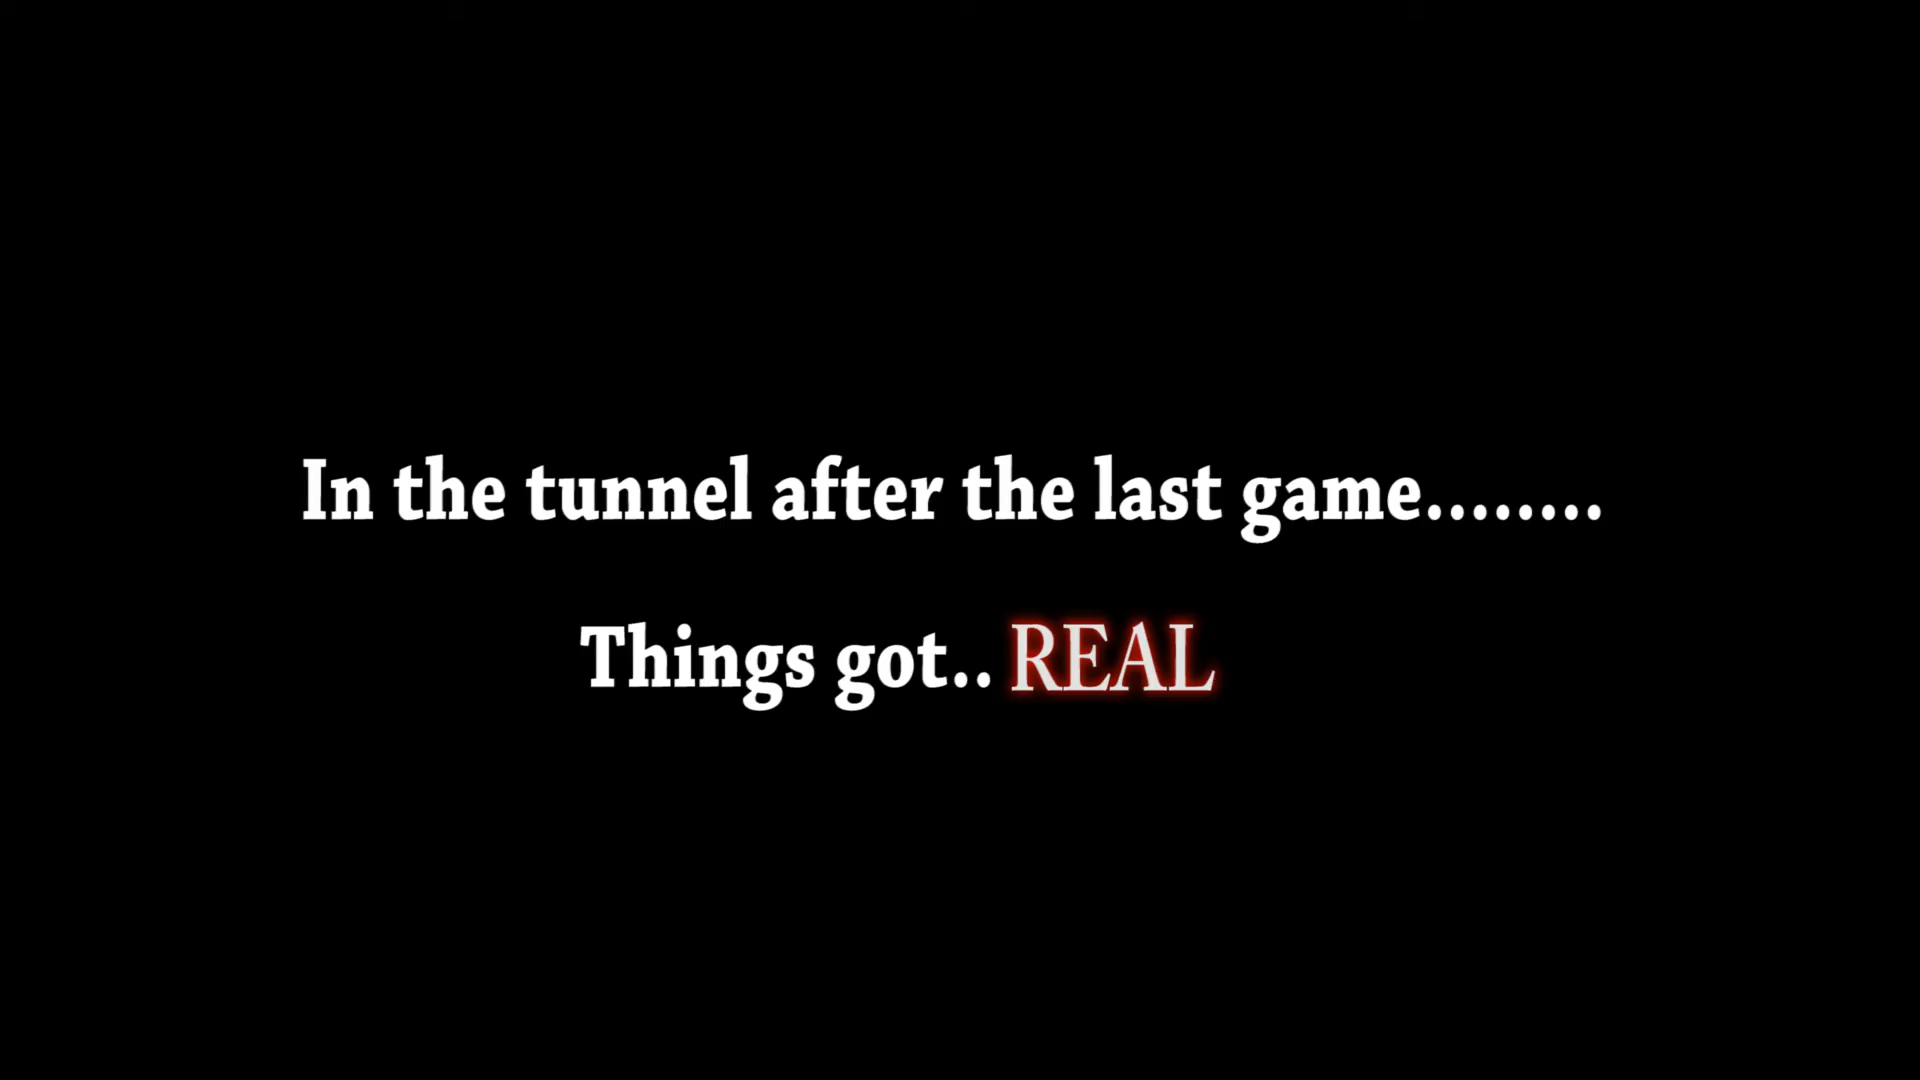 In the tunnel after the last game........
Things got.. REAL